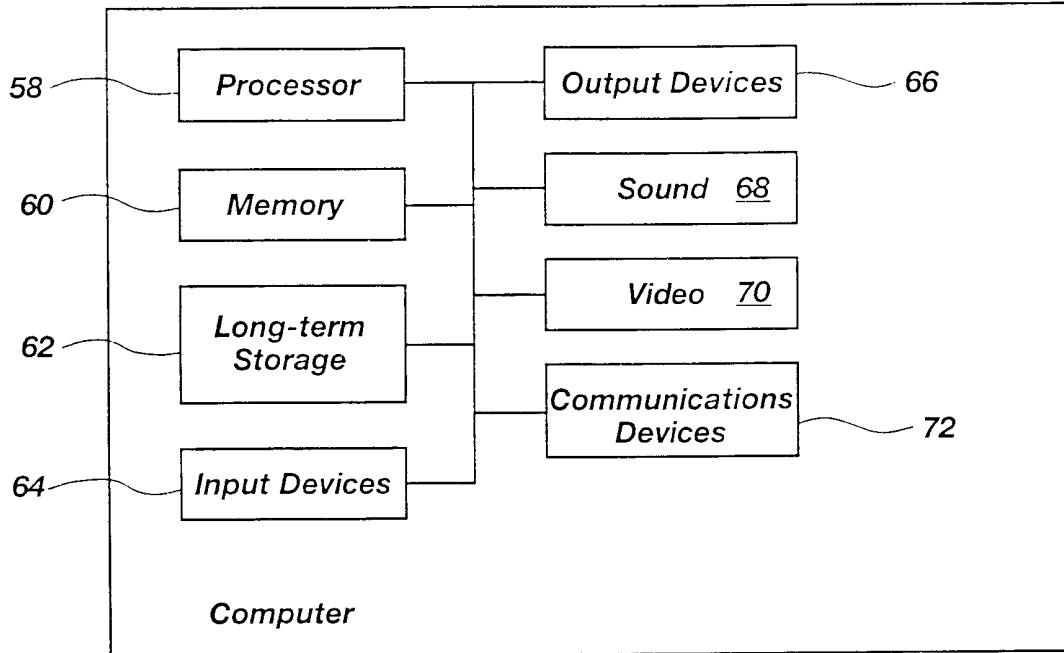 58
Processor
Output Devices
66
60
Memory
Sound 68
62
Long-term
Storage
Video 70
64
Input Devices
Communications
Devices
72
Computer